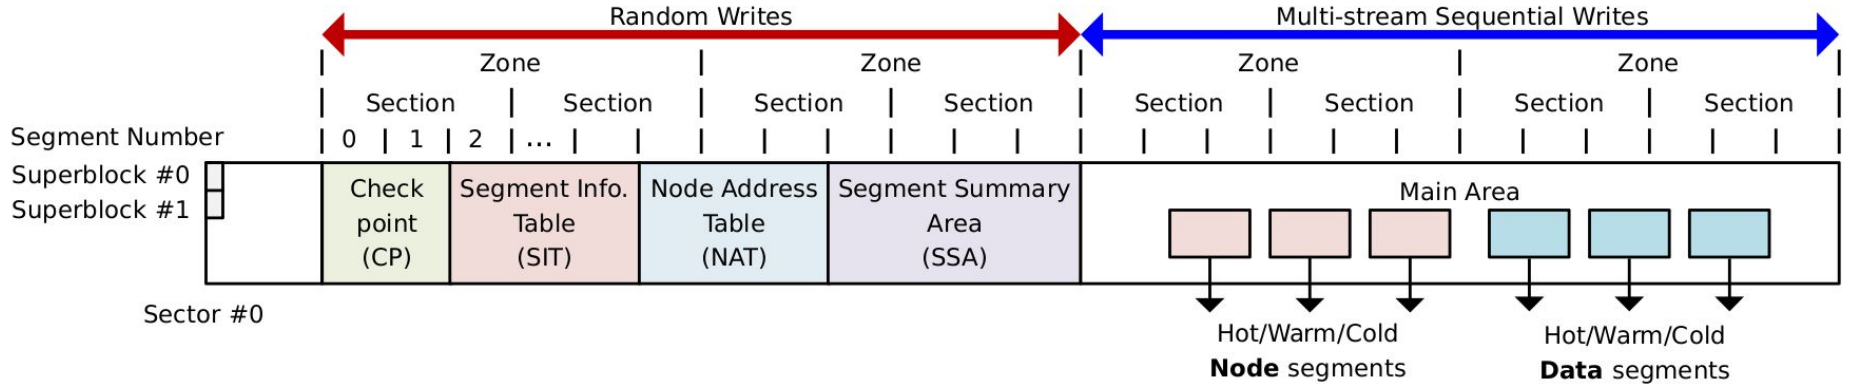 Random Writes
Multi-stream Sequential Writes
Zone
Zone
Zone
Zone
Section
Section
Section
Section
Section
Section
Section
Section
Segment Number
0
1
2
...
Superblock #0
Superblock #1
Check
point
(CP)
Segment Info.
Table
(SIT)
Node Address
Table
(NAT)
Segment Summary
Area
(SSA)
Main Area
Sector #0
Hot/Warm/Cold
Node segments
Hot/Warm/Cold
Data segments